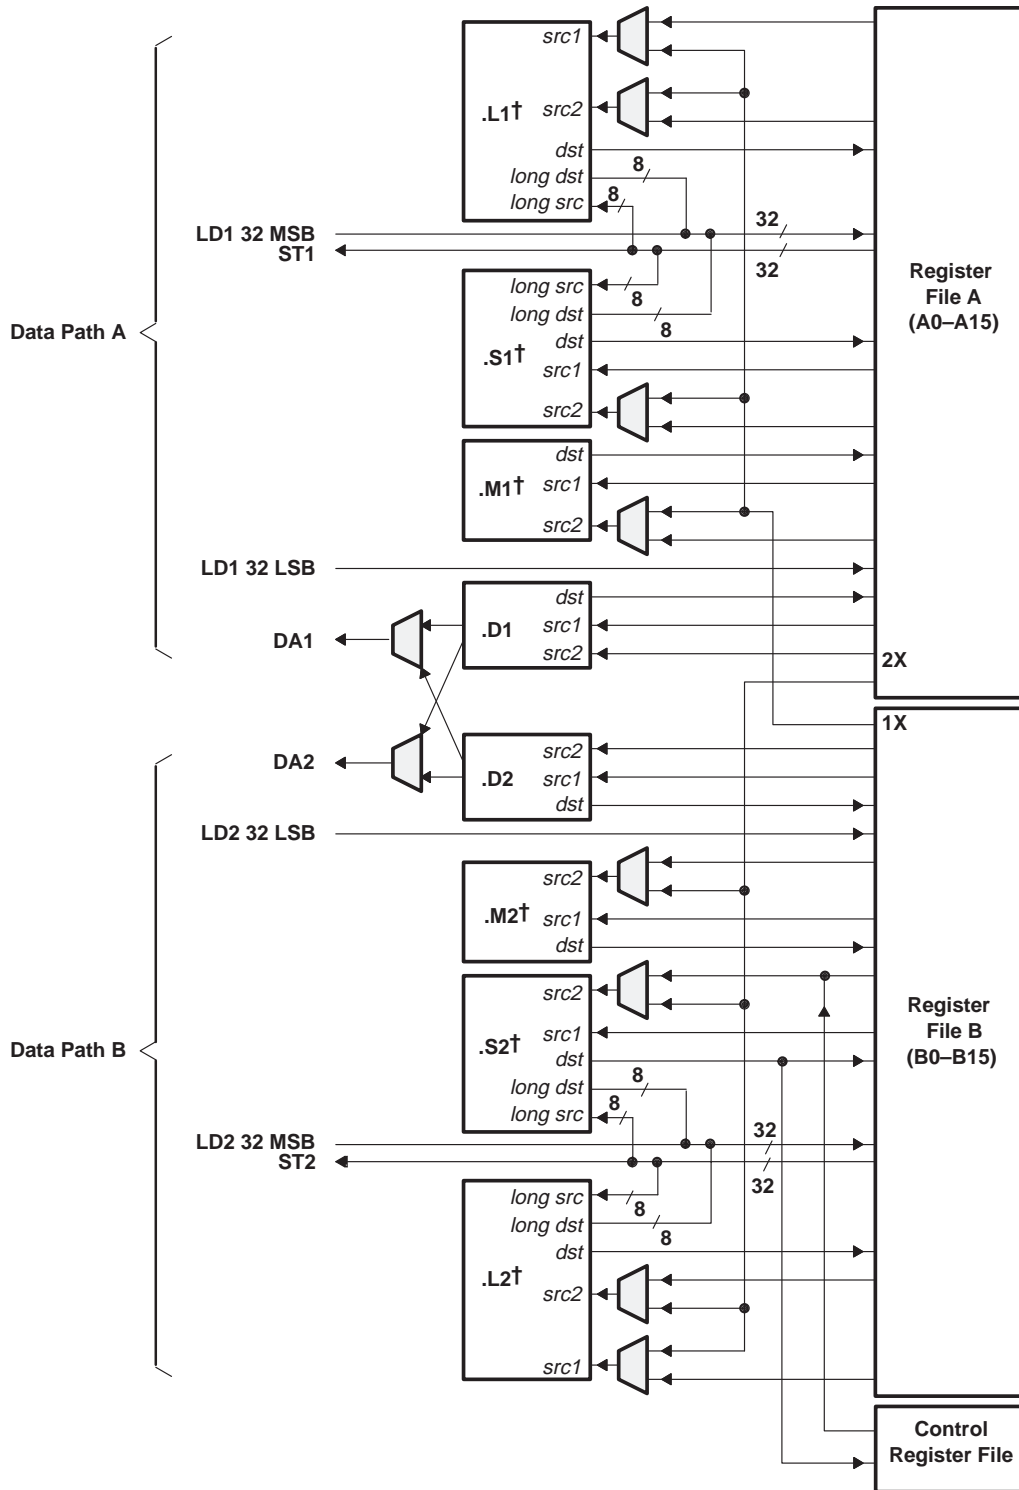 src1
.L1†
src2
dst
long dst
long src
8
8
LD1 32 MSB
ST1
32
32
Register
File A
(A0–A15)
long src
long dst
8
8
dst
.S1†
src1
src2
Data Path A
dst
.M1†
src1
src2
LD1 32 LSB
dst
.D1
src1
src2
DA1
2X
1X
DA2
src2
.D2
src1
dst
LD2 32 LSB
src2
.M2†
src1
dst
src2
.S2†
src1
dst
long dst
long src
8
8
Register
File B
(B0–B15)
Data Path B
LD2 32 MSB
ST2
32
32
long src
long dst
8
8
dst
.L2†
src2
src1
Control
Register File